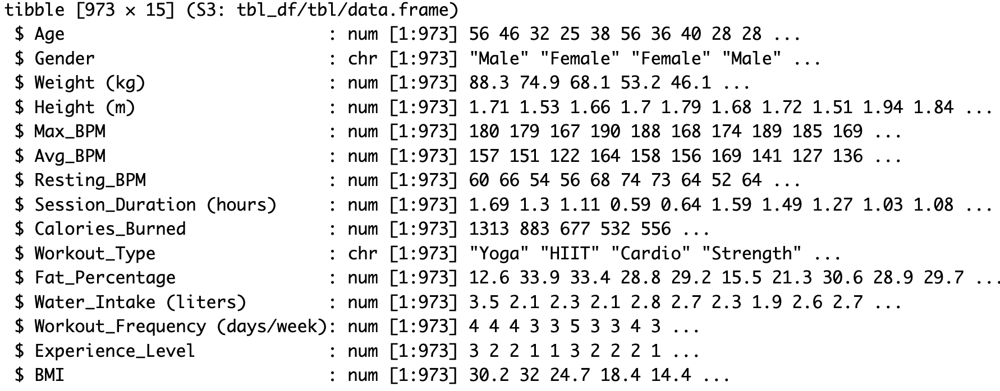 tibble [973 × 15] (S3: tbl_df/tbl/data.frame)
 $ Age                          : num [1:973] 56 46 32 25 38 56 36 40 28 28 ...
 $ Gender                       : chr [1:973] "Male" "Female" "Female" "Male" ...
 $ Weight (kg)                  : num [1:973] 88.3 74.9 68.1 53.2 46.1 ...
 $ Height (m)                   : num [1:973] 1.71 1.53 1.66 1.7 1.79 1.68 1.72 1.51 1.94 1.84 ...
 $ Max_BPM                      : num [1:973] 180 179 167 190 188 168 174 189 185 169 ...
 $ Avg_BPM                      : num [1:973] 157 151 122 164 158 156 169 141 127 136 ...
 $ Resting_BPM                  : num [1:973] 60 66 54 56 68 74 73 64 52 64 ...
 $ Session_Duration (hours)     : num [1:973] 1.69 1.3 1.11 0.59 0.64 1.59 1.49 1.27 1.03 1.08 ...
 $ Calories_Burned              : num [1:973] 1313 883 677 532 556 ...
 $ Workout_Type                 : chr [1:973] "Yoga" "HIIT" "Cardio" "Strength" ...
 $ Fat_Percentage               : num [1:973] 12.6 33.9 33.4 28.8 29.2 15.5 21.3 30.6 28.9 29.7 ...
 $ Water_Intake (liters)        : num [1:973] 3.5 2.1 2.3 2.1 2.8 2.7 2.3 1.9 2.6 2.7 ...
 $ Workout_Frequency (days/week): num [1:973] 4 4 4 3 3 5 3 3 4 3 ...
 $ Experience_Level             : num [1:973] 3 2 2 1 1 3 2 2 2 1 ...
 $ BMI                          : num [1:973] 30.2 32 24.7 18.4 14.4 ...